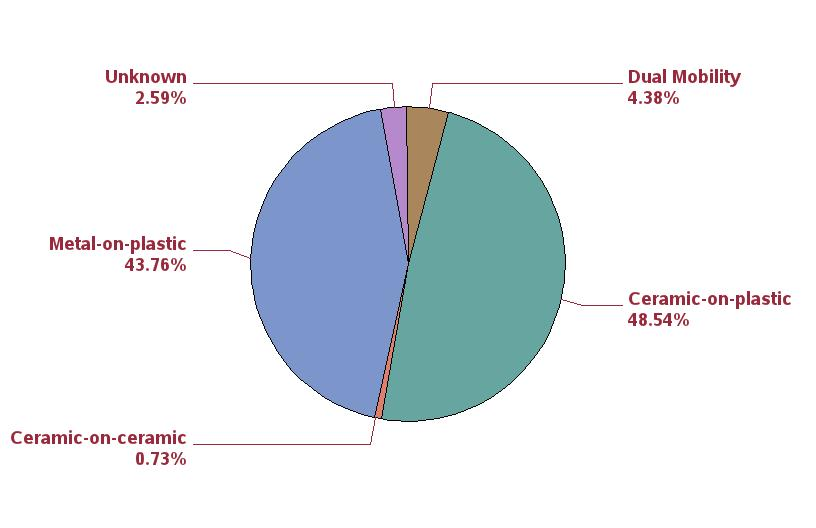 Unknown
2.59%
Dual Mobility
4.38%
Metal-on-plastic
43.76%
Ceramic-on-plastic
48.54%
Ceramic-on-ceramic
0.73%